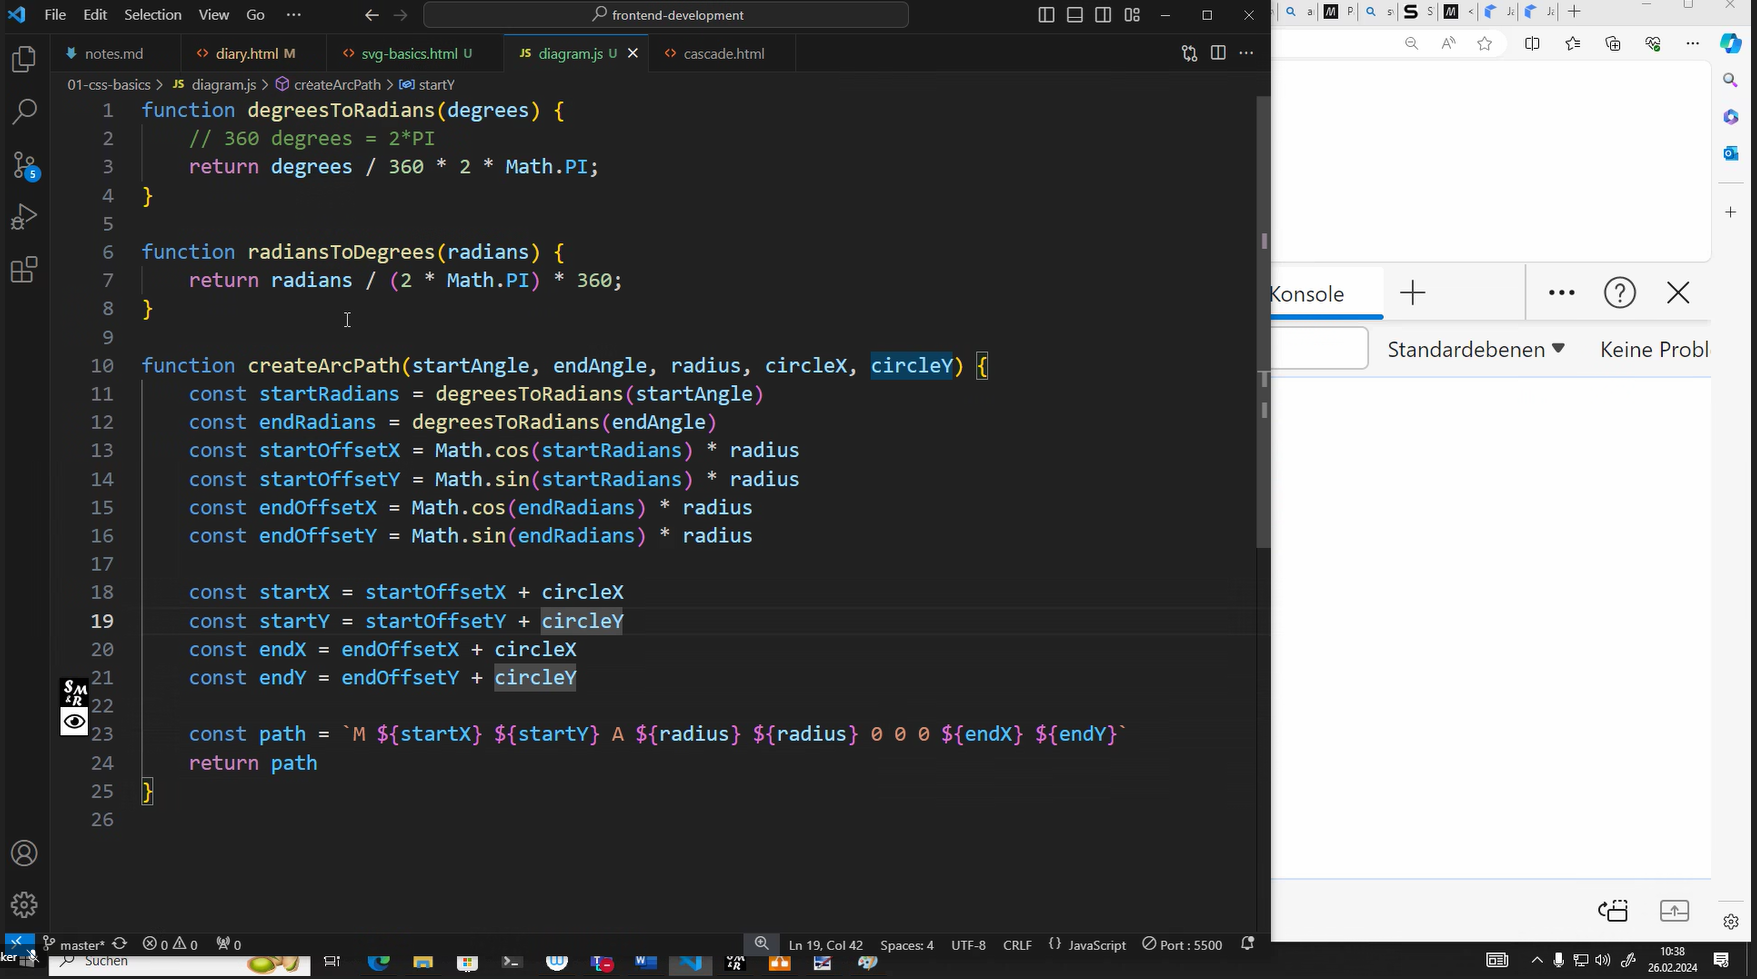 File Edit Selection View Go ··· frontend-development
notes.md diary.html M svg-basics.html U JS diagram.js U cascade.html
01-css-basics > JS diagram.js > createArcPath > startY
1 function degreesToRadians(degrees) {
2 // 360 degrees = 2*PI
3 return degrees / 360 * 2 * Math.PI;
4 }
5
6 function radiansToDegrees(radians) {
7 return radians / (2 * Math.PI) * 360;
8 }
9
10 function createArcPath(startAngle, endAngle, radius, circleX, circleY) {
11 const startRadians = degreesToRadians(startAngle)
12 const endRadians = degreesToRadians(endAngle)
13 const startOffsetX = Math.cos(startRadians) * radius
14 const startOffsetY = Math.sin(startRadians) * radius
15 const endOffsetX = Math.cos(endRadians) * radius
16 const endOffsetY = Math.sin(endRadians) * radius
17
18 const startX = startOffsetX + circleX
19 const startY = startOffsetY + circleY
20 const endX = endOffsetX + circleX
21 const endY = endOffsetY + circleY
22
23 const path = `M ${startX} ${startY} A ${radius} ${radius} 0 0 0 ${endX} ${endY}`
24 return path
25 }
26
5
SM
&R
Konsole
Standardebenen Keine Probl
master* 0 0 0 Ln 19, Col 42 Spaces: 4 UTF-8 CRLF {} JavaScript Port : 5500
ker Suchen
10:38
26.02.2024